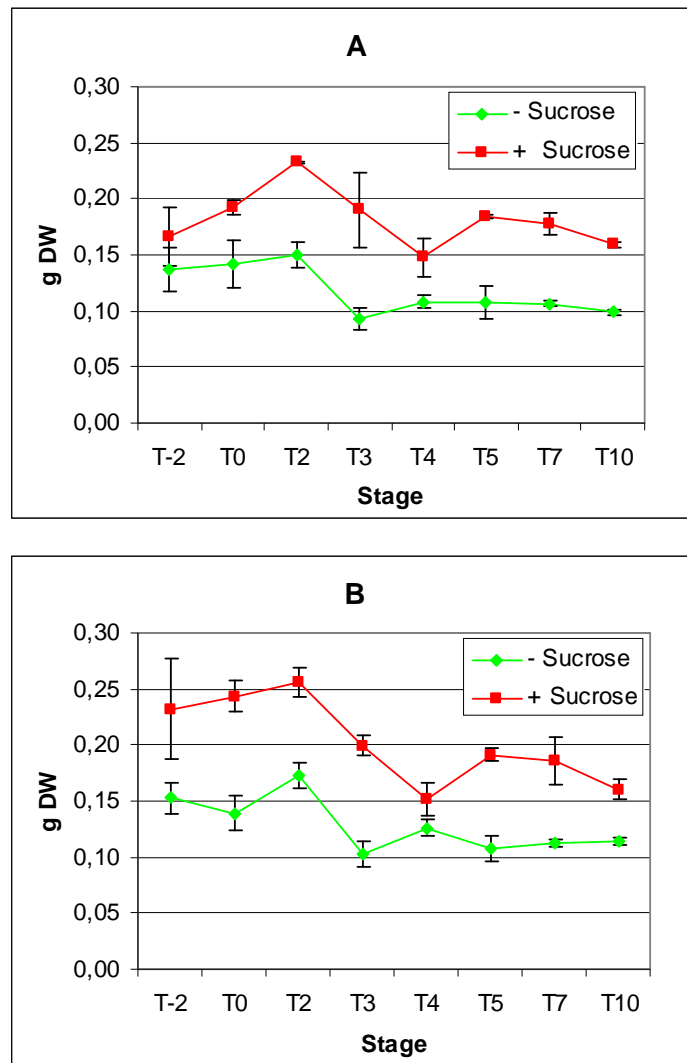 A
0,30
0,25
0,20
0,15
0,10
0,05
0,00
g DW
- Sucrose
+ Sucrose
T-2 T0 T2 T3 T4 T5 T7 T10
Stage
B
0,30
0,25
0,20
0,15
0,10
0,05
0,00
g DW
- Sucrose
+ Sucrose
T-2 T0 T2 T3 T4 T5 T7 T10
Stage